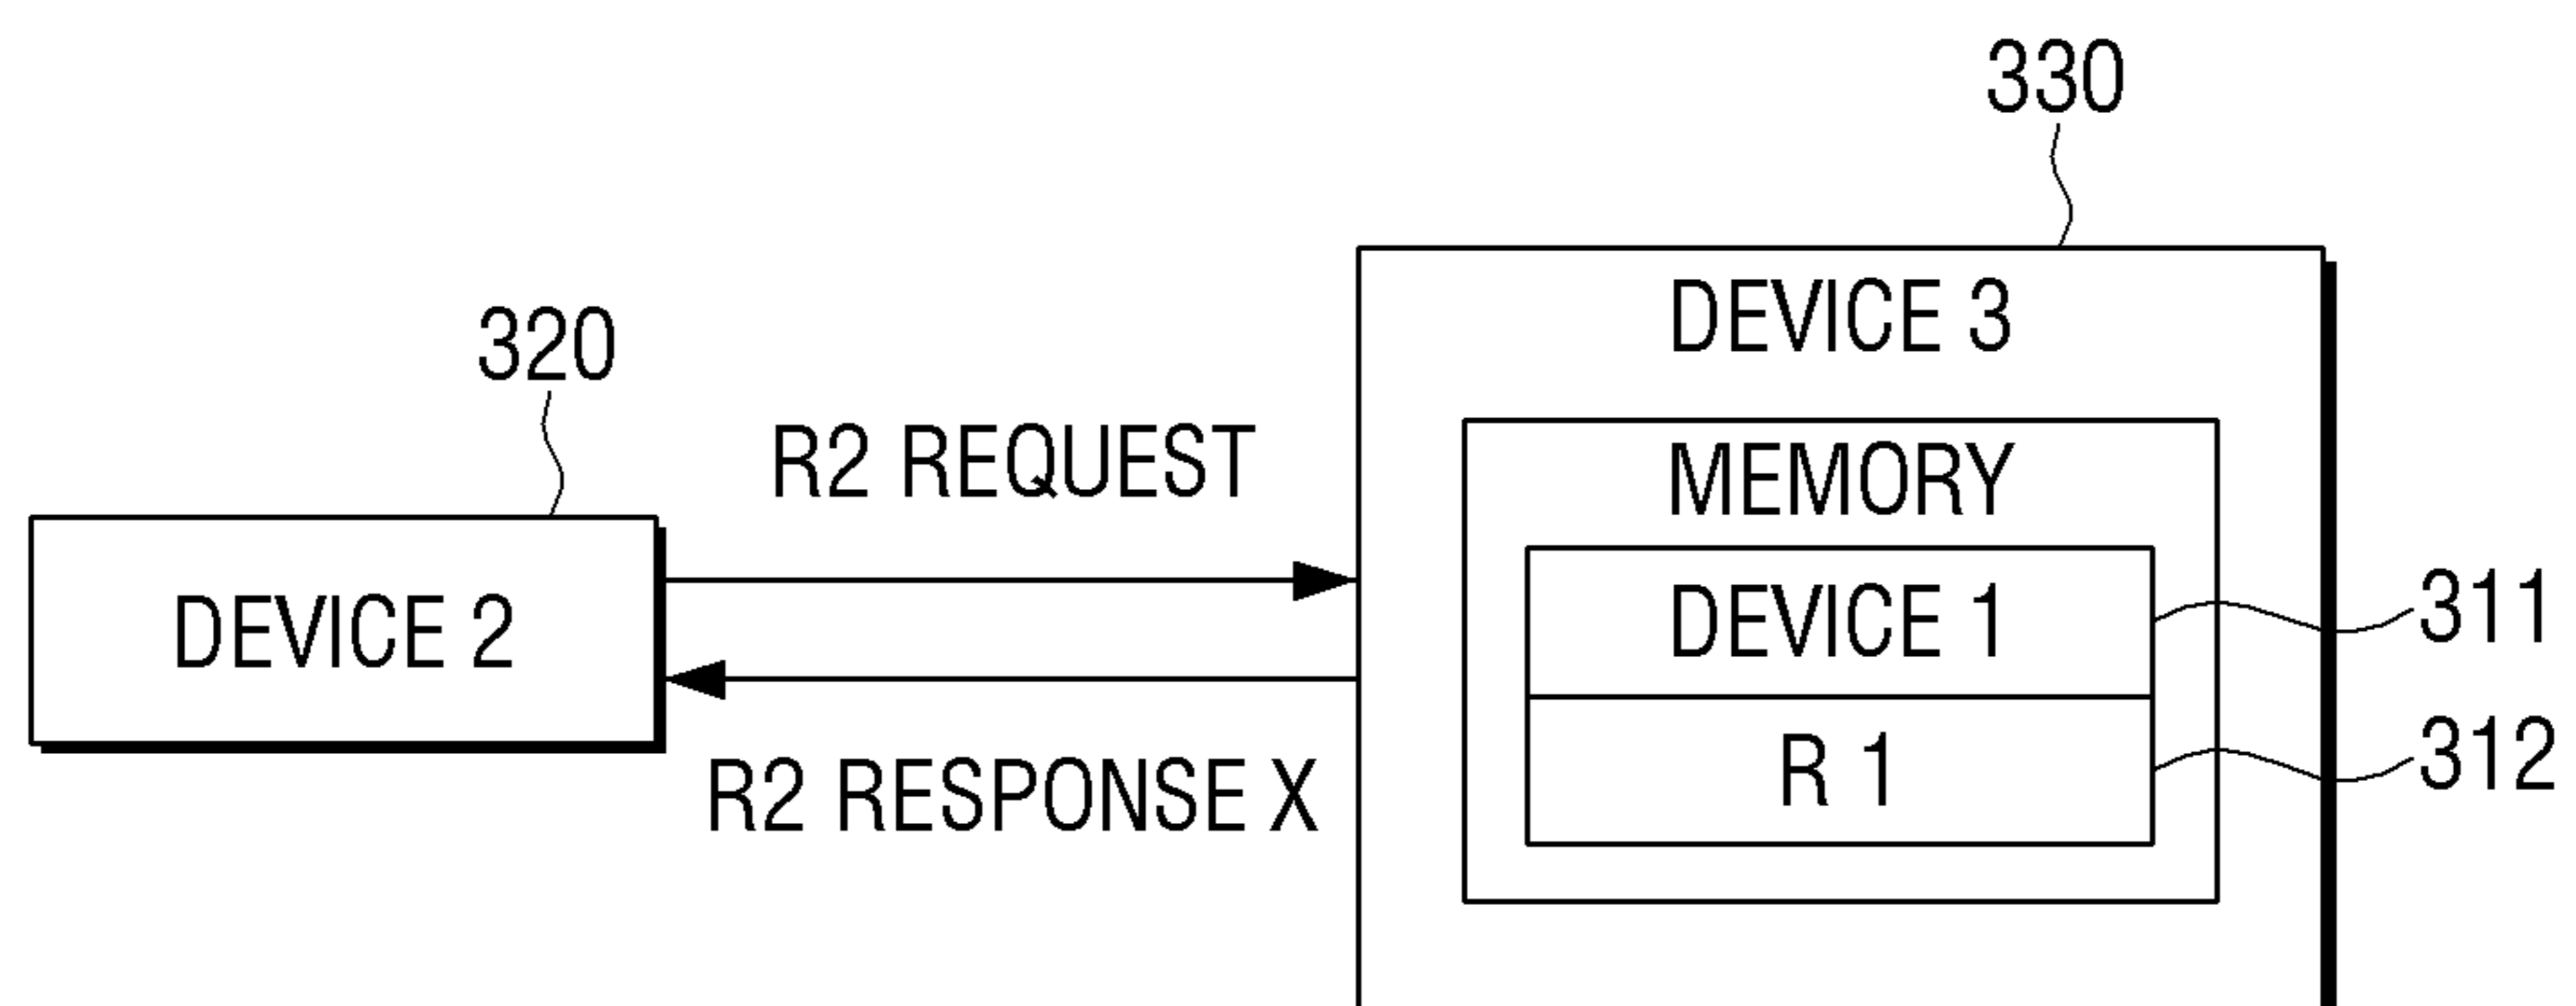 330
DEVICE 3
320
R2 REQUEST
MEMORY
DEVICE 2
DEVICE 1
311
R2 RESPONSE X
R 1
312